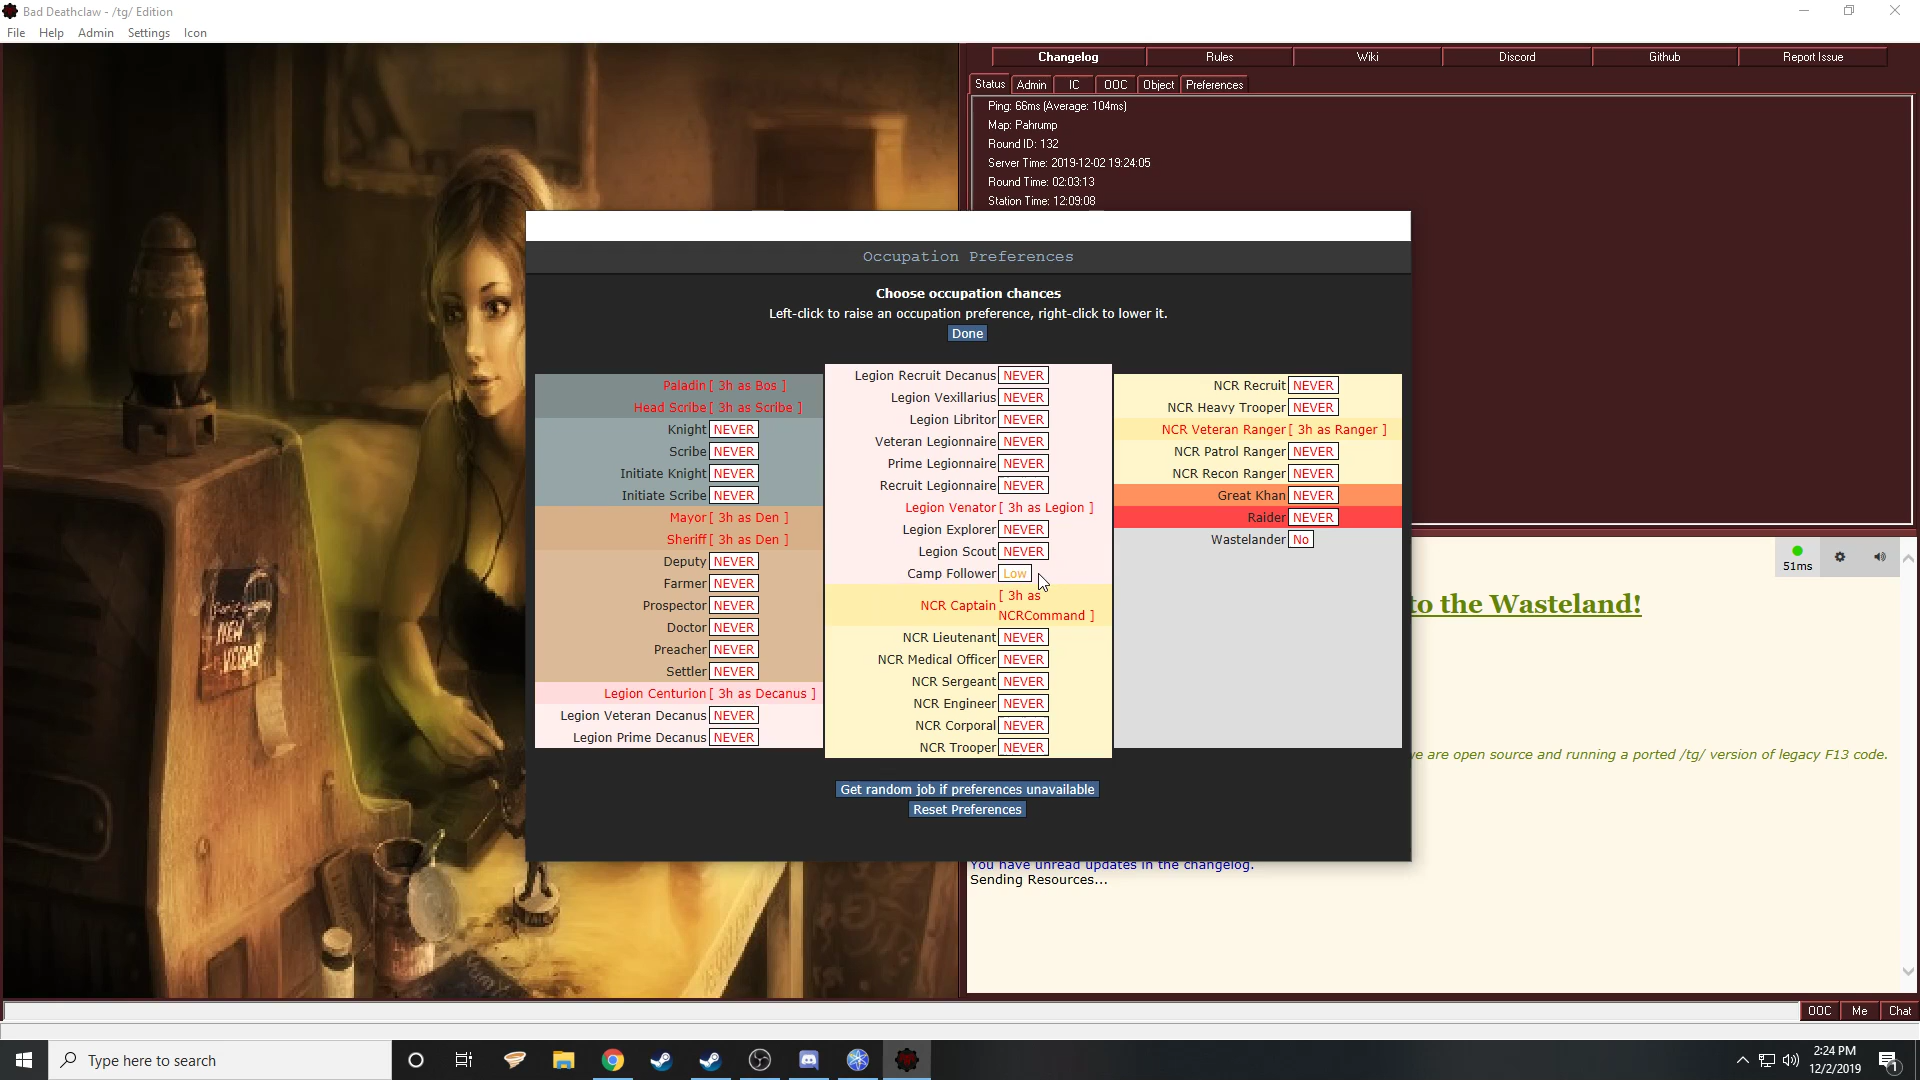 Bad Deathclaw - /tg/ Edition
File Help Admin Settings Icon
Changelog Rules Wiki Discord Github Report Issue
Status Admin IC OOC Object Preferences
Ping: 66ms (Average: 104ms)
Map: Pahrump
Round ID: 132
Server Time: 2019-12-02 19:24:05
Round Time: 02:03:13
Station Time: 12:09:08
Occupation Preferences
Choose occupation chances
Left-click to raise an occupation preference, right-click to lower it.
Done
Paladin [ 3h as Bos ]
Head Scribe [ 3h as Scribe ]
Knight NEVER
Scribe NEVER
Initiate Knight NEVER
Initiate Scribe NEVER
Mayor [ 3h as Den ]
Sheriff [ 3h as Den ]
Deputy NEVER
Farmer NEVER
Prospector NEVER
Doctor NEVER
Preacher NEVER
Settler NEVER
Legion Centurion [ 3h as Decanus ]
Legion Veteran Decanus NEVER
Legion Prime Decanus NEVER
Legion Recruit Decanus NEVER
Legion Vexillarius NEVER
Legion Libritor NEVER
Veteran Legionnaire NEVER
Prime Legionnaire NEVER
Recruit Legionnaire NEVER
Legion Venator [ 3h as Legion ]
Legion Explorer NEVER
Legion Scout NEVER
Camp Follower Low
NCR Captain [ 3h as
NCRCommand ]
NCR Lieutenant NEVER
NCR Medical Officer NEVER
NCR Sergeant NEVER
NCR Engineer NEVER
NCR Corporal NEVER
NCR Trooper NEVER
NCR Recruit NEVER
NCR Heavy Trooper NEVER
NCR Veteran Ranger [ 3h as Ranger ]
NCR Patrol Ranger NEVER
NCR Recon Ranger NEVER
Great Khan NEVER
Raider NEVER
Wastelander No
Get random job if preferences unavailable
Reset Preferences
51ms
to the Wasteland!
we are open source and running a ported /tg/ version of legacy F13 code.
You have unread updates in the changelog.
Sending Resources...
NEW
VEGAS
OOC Me Chat
Type here to search
2:24 PM
12/2/2019
1